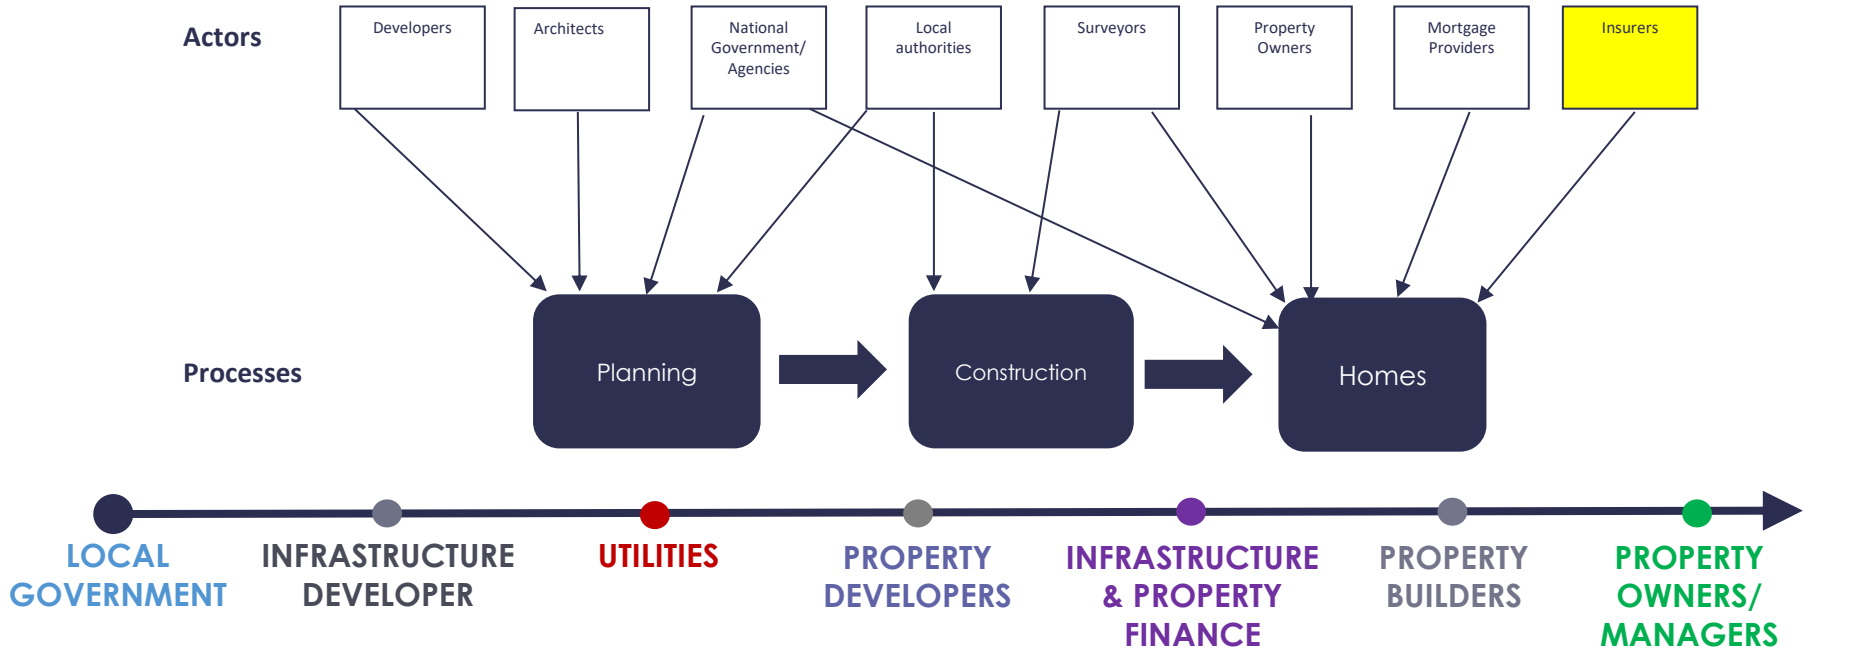 Actors
Developers
Architects
National
Government/
Agencies
Local
authorities
Surveyors
Property
Owners
Mortgage
Providers
Insurers
Processes
Planning
Construction
Homes
LOCAL
GOVERNMENT
INFRASTRUCTURE
DEVELOPER
UTILITIES
PROPERTY
DEVELOPERS
INFRASTRUCTURE
& PROPERTY
FINANCE
PROPERTY
BUILDERS
PROPERTY
OWNERS/
MANAGERS